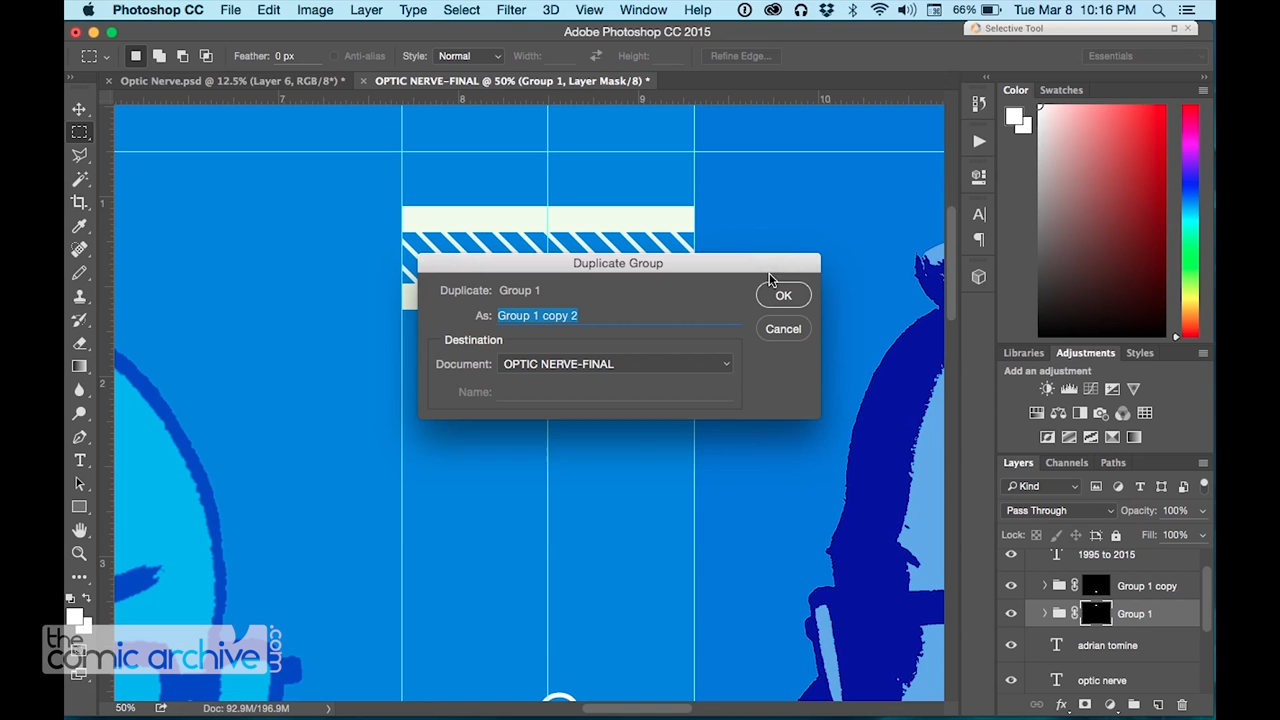 Photoshop CC File Edit Image Layer Type Select Filter 3D View Window Help 66% Tue Mar 8 10:16 PM
Adobe Photoshop CC 2015
Selective Tool
Feather: 0 px Anti-alias Style: Normal Width: Height: Refine Edge... Essentials
Optic Nerve.psd @ 12.5% (Layer 6, RGB/8*) * OPTIC NERVE-FINAL @ 50% (Group 1, Layer Mask/8) *
Color Swatches
7 8 9 10
1
2
3
Duplicate Group
Duplicate: Group 1
OK
As: Group 1 copy 2
Cancel
Destination
Document: OPTIC NERVE-FINAL
Name:
Libraries Adjustments Styles
Add an adjustment
Layers Channels Paths
Kind
Pass Through Opacity: 100%
Lock: Fill: 100%
1995 to 2015
Group 1 copy
Group 1
adrian tomine
optic nerve
the
comic archive
.com
50% Doc: 92.9M/196.9M